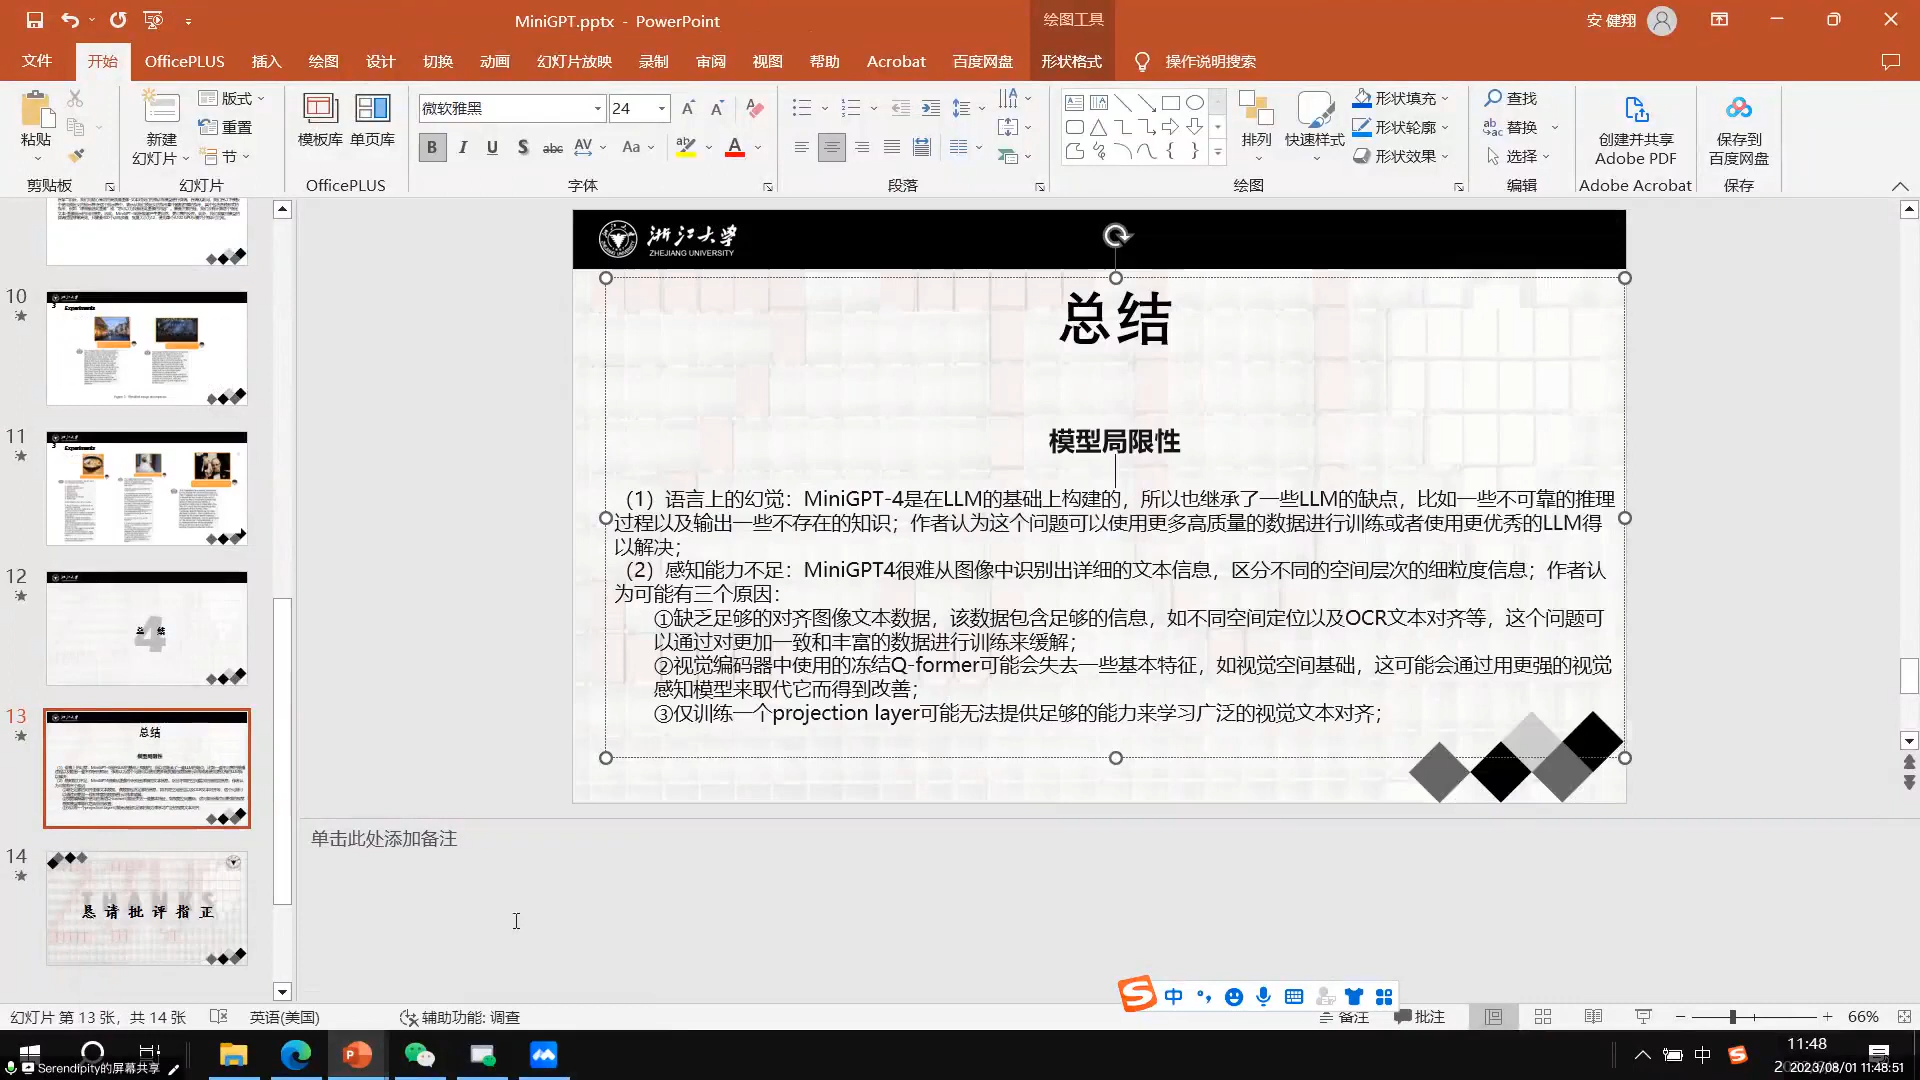 MiniGPT.pptx - PowerPoint
绘图工具
安 健翔
文件 开始 OfficePLUS 插入 绘图 设计 切换 动画 幻灯片放映 录制 审阅 视图 帮助 Acrobat 百度网盘 形状格式 操作说明搜索
粘贴
剪贴板
新建
幻灯片
版式
重置
节
幻灯片
模板库 单页库
OfficePLUS
微软雅黑 24
B I U S abc AV Aa A
字体
段落
排列
快速样式
形状填充
形状轮廓
形状效果
绘图
查找
替换
选择
编辑
创建并共享
Adobe PDF
Adobe Acrobat
保存到
百度网盘
保存
10
3 Experiments
11
3 Experiments
12
4
总 结
13
总结
模型局限性
14
THANKS
恳 请 批 评 指 正
浙江大学
ZHEJIANG UNIVERSITY
总结
模型局限性
（1）语言上的幻觉：MiniGPT-4是在LLM的基础上构建的，所以也继承了一些LLM的缺点，比如一些不可靠的推理
过程以及输出一些不存在的知识；作者认为这个问题可以使用更多高质量的数据进行训练或者使用更优秀的LLM得
以解决；
（2）感知能力不足：MiniGPT4很难从图像中识别出详细的文本信息，区分不同的空间层次的细粒度信息；作者认
为可能有三个原因：
①缺乏足够的对齐图像文本数据，该数据包含足够的信息，如不同空间定位以及OCR文本对齐等，这个问题可
以通过对更加一致和丰富的数据进行训练来缓解；
②视觉编码器中使用的冻结Q-former可能会失去一些基本特征，如视觉空间基础，这可能会通过用更强的视觉
感知模型来取代它而得到改善；
③仅训练一个projection layer可能无法提供足够的能力来学习广泛的视觉文本对齐；
单击此处添加备注
中
幻灯片 第 13 张，共 14 张 英语(美国) 辅助功能: 调查 备注 批注 66%
Serendipity的屏幕共享
中
11:48
2023/08/01 11:48:51